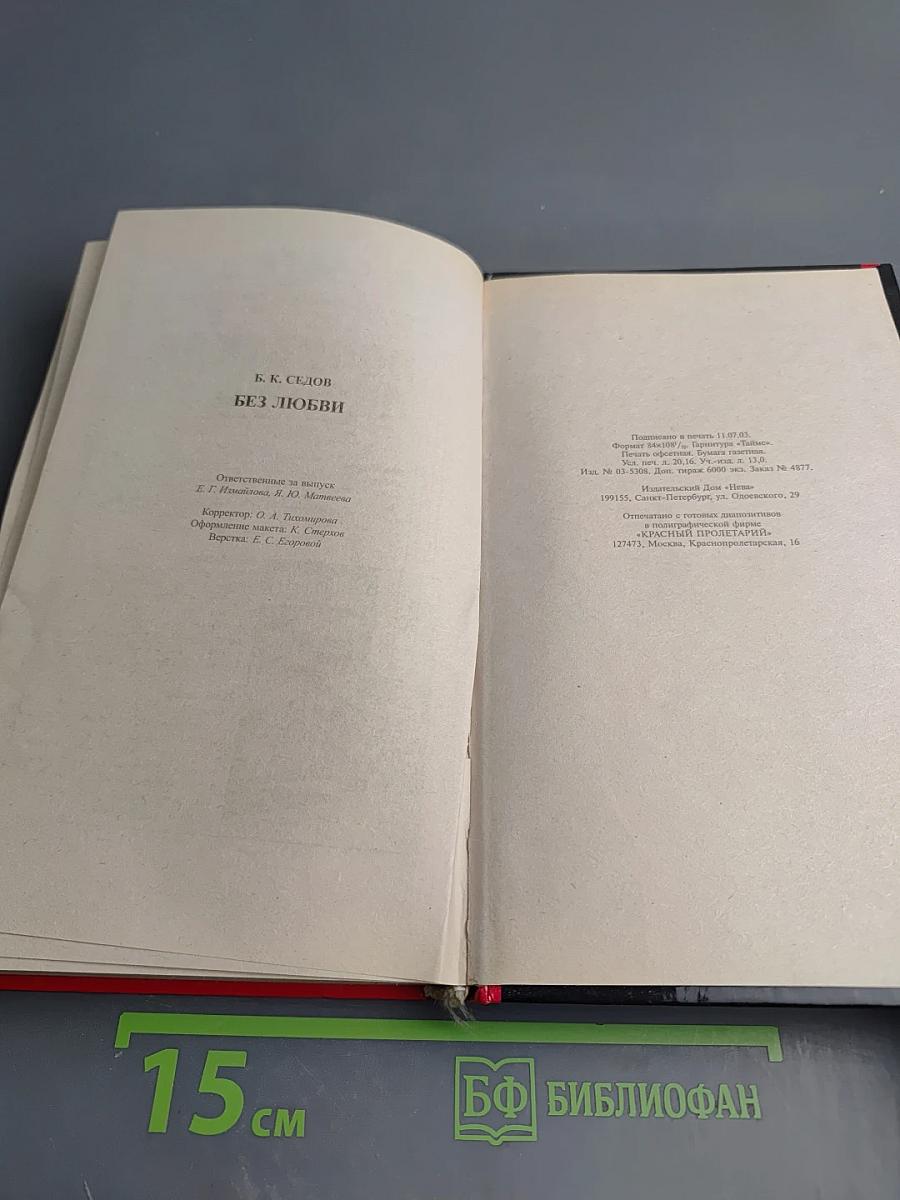 Б. К. СЕДОВ
БЕЗ ЛЮБВИ
Ответственные за выпуск
Е. Г. Измайлова, Я. Ю. Матвеева
Корректор: О. А. Тихомирова
Оформление макета: К. Стерхов
Верстка: Е. С. Егоровой
Подписано в печать 11.07.03.
Формат 84×108¹/₃₂. Гарнитура «Таймс».
Печать офсетная. Бумага газетная.
Усл. печ. л. 20,16. Уч.-изд. л. 13,0.
Изд. № 03-5308. Доп. тираж 6000 экз. Заказ № 4877.
Издательский Дом «Нева»
199155, Санкт-Петербург, ул. Одоевского, 29
Отпечатано с готовых диапозитивов
в полиграфической фирме
«КРАСНЫЙ ПРОЛЕТАРИЙ»
127473, Москва, Краснопролетарская, 16
15 см
БФ БИБЛИОФАН